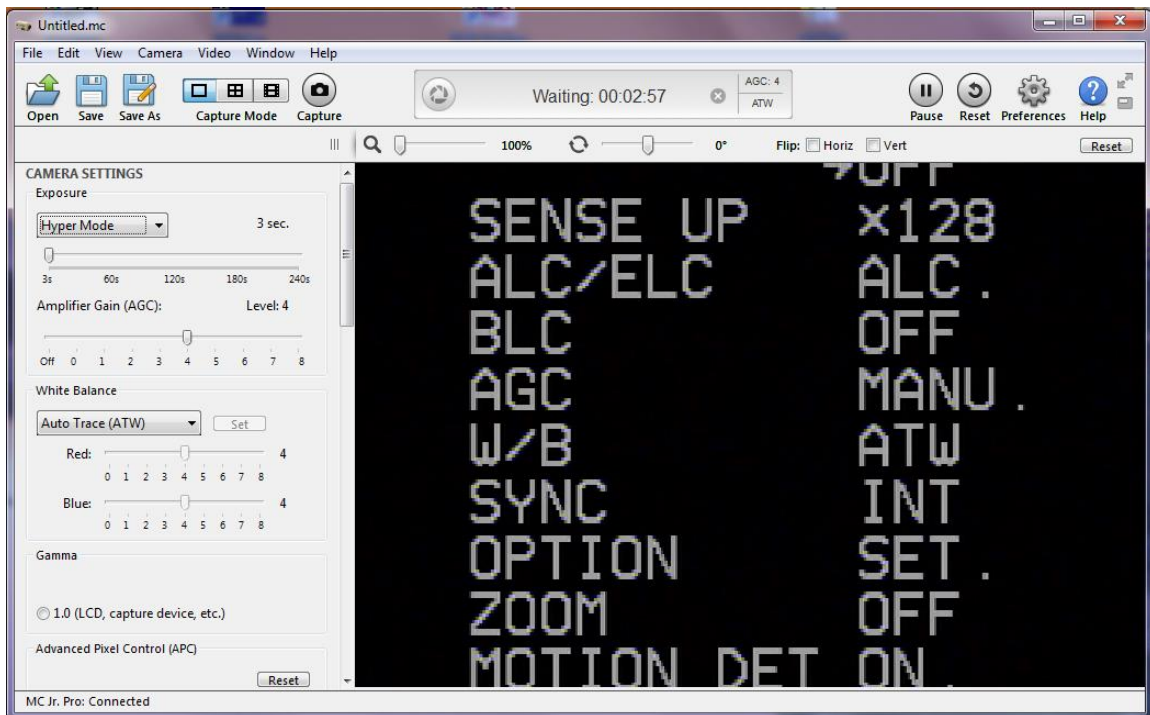 Untitled.mc
File Edit View Camera Video Window Help
Open Save Save As Capture Mode Capture
Waiting: 00:02:57
AGC: 4
ATW
Pause Reset Preferences Help
100% 0° Flip: Horiz Vert Reset
CAMERA SETTINGS
Exposure
Hyper Mode 3 sec.
3s 60s 120s 180s 240s
Amplifier Gain (AGC): Level: 4
Off 0 1 2 3 4 5 6 7 8
White Balance
Auto Trace (ATW) Set
Red: 4
0 1 2 3 4 5 6 7 8
Blue: 4
0 1 2 3 4 5 6 7 8
Gamma
1.0 (LCD, capture device, etc.)
Advanced Pixel Control (APC)
Reset
OFF
SENSE UP ×128
ALC/ELC ALC.
BLC OFF
AGC MANU.
W/B ATW
SYNC INT
OPTION SET.
ZOOM OFF
MOTION DET ON.
MC Jr. Pro: Connected